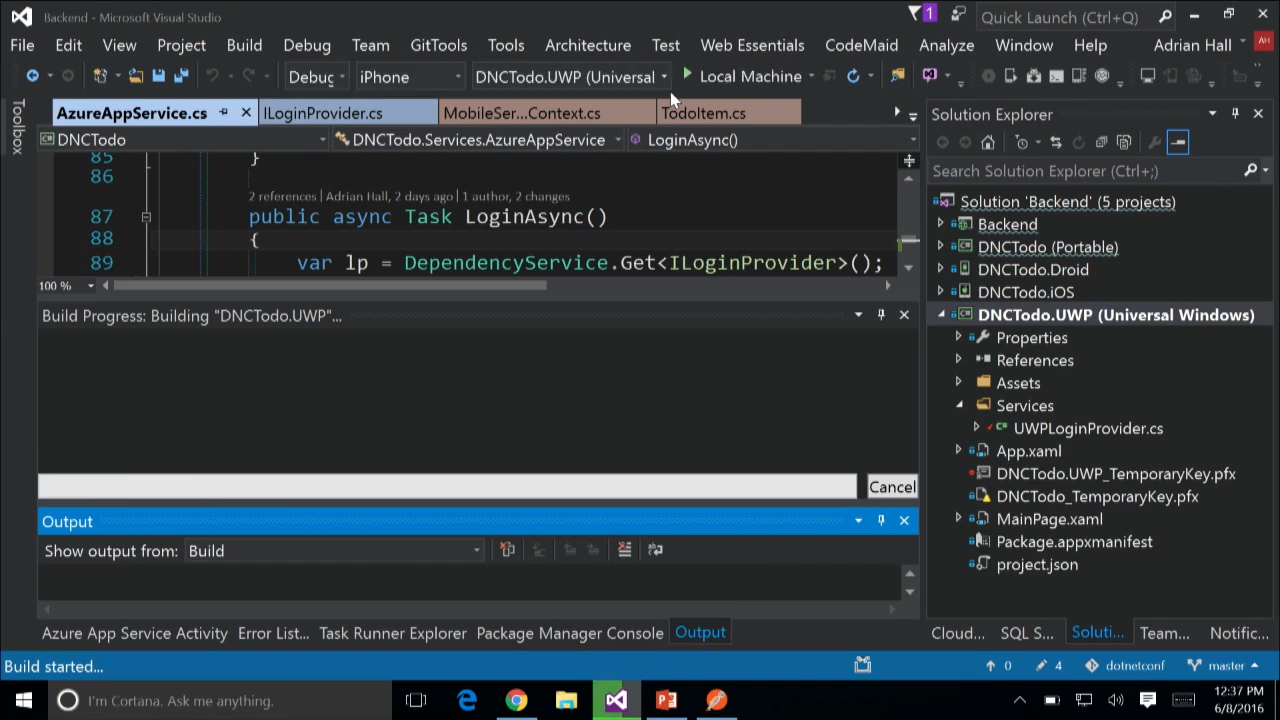 Backend - Microsoft Visual Studio
1
Quick Launch (Ctrl+Q)
File Edit View Project Build Debug Team GitTools Tools Architecture Test Web Essentials CodeMaid Analyze Window Help Adrian Hall AH
Debug iPhone DNCTodo.UWP (Universal Local Machine
Toolbox
AzureAppService.cs ILoginProvider.cs MobileSer...Context.cs TodoItem.cs
DNCTodo DNCTodo.Services.AzureAppService LoginAsync()
85 }
86
2 references | Adrian Hall, 2 days ago | 1 author, 2 changes
87 public async Task LoginAsync()
88 {
89 var lp = DependencyService.Get<ILoginProvider>();
100 %
Build Progress: Building "DNCTodo.UWP"...
Cancel
Output
Show output from: Build
Azure App Service Activity Error List... Task Runner Explorer Package Manager Console Output
Solution Explorer
Search Solution Explorer (Ctrl+;)
Solution 'Backend' (5 projects)
Backend
DNCTodo (Portable)
DNCTodo.Droid
DNCTodo.iOS
DNCTodo.UWP (Universal Windows)
Properties
References
Assets
Services
UWPLoginProvider.cs
App.xaml
DNCTodo.UWP_TemporaryKey.pfx
DNCTodo_TemporaryKey.pfx
MainPage.xaml
Package.appxmanifest
project.json
Cloud... SQL S... Soluti... Team... Notific...
Build started... 0 4 dotnetconf master
I'm Cortana. Ask me anything.
12:37 PM
6/8/2016